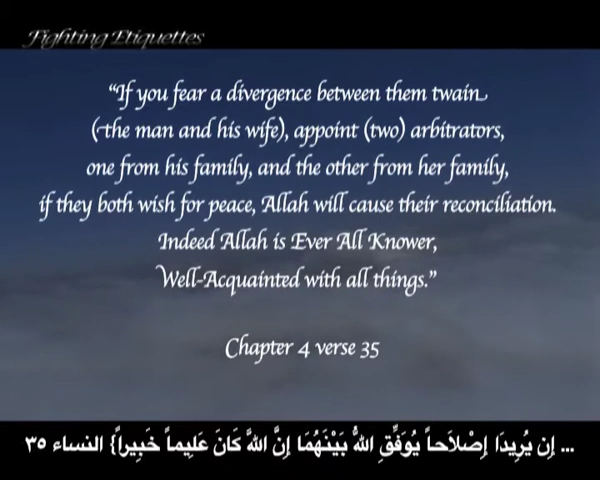 Fighting Etiquettes
“If you fear a divergence between them twain
(the man and his wife), appoint (two) arbitrators,
one from his family, and the other from her family,
if they both wish for peace, Allah will cause their reconciliation.
Indeed Allah is Ever All Knower,
Well-Acquainted with all things.”
Chapter 4 verse 35
... إِن يُرِيدَا إِصْلَاحاً يُوَفِّقِ اللهُ بَيْنَهُمَا إِنَّ اللهَ كَانَ عَلِيماً خَبِيراً} النساء ٣٥